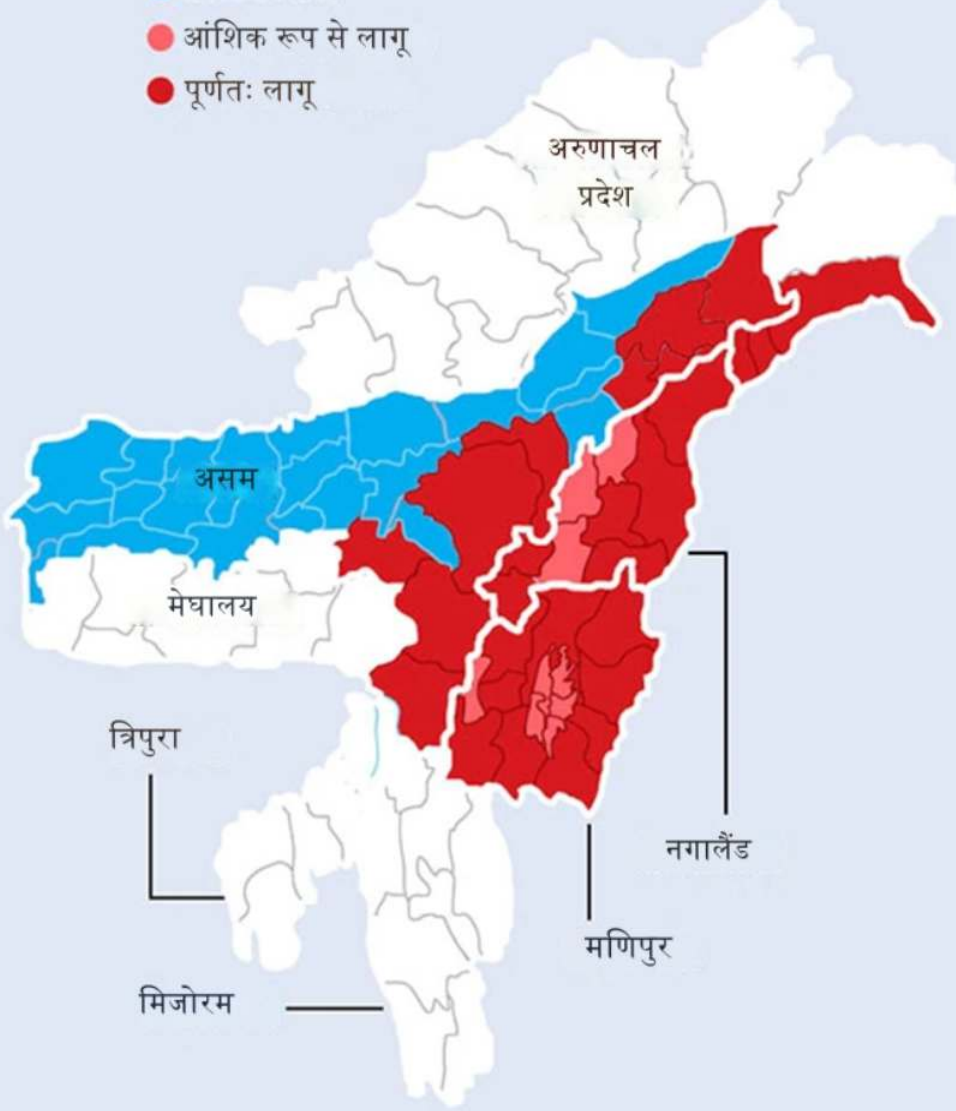 आंशिक रूप से लागू
पूर्णतः लागू
अरुणाचल
प्रदेश
असम
मेघालय
त्रिपुरा
नगालैंड
मणिपुर
मिजोरम